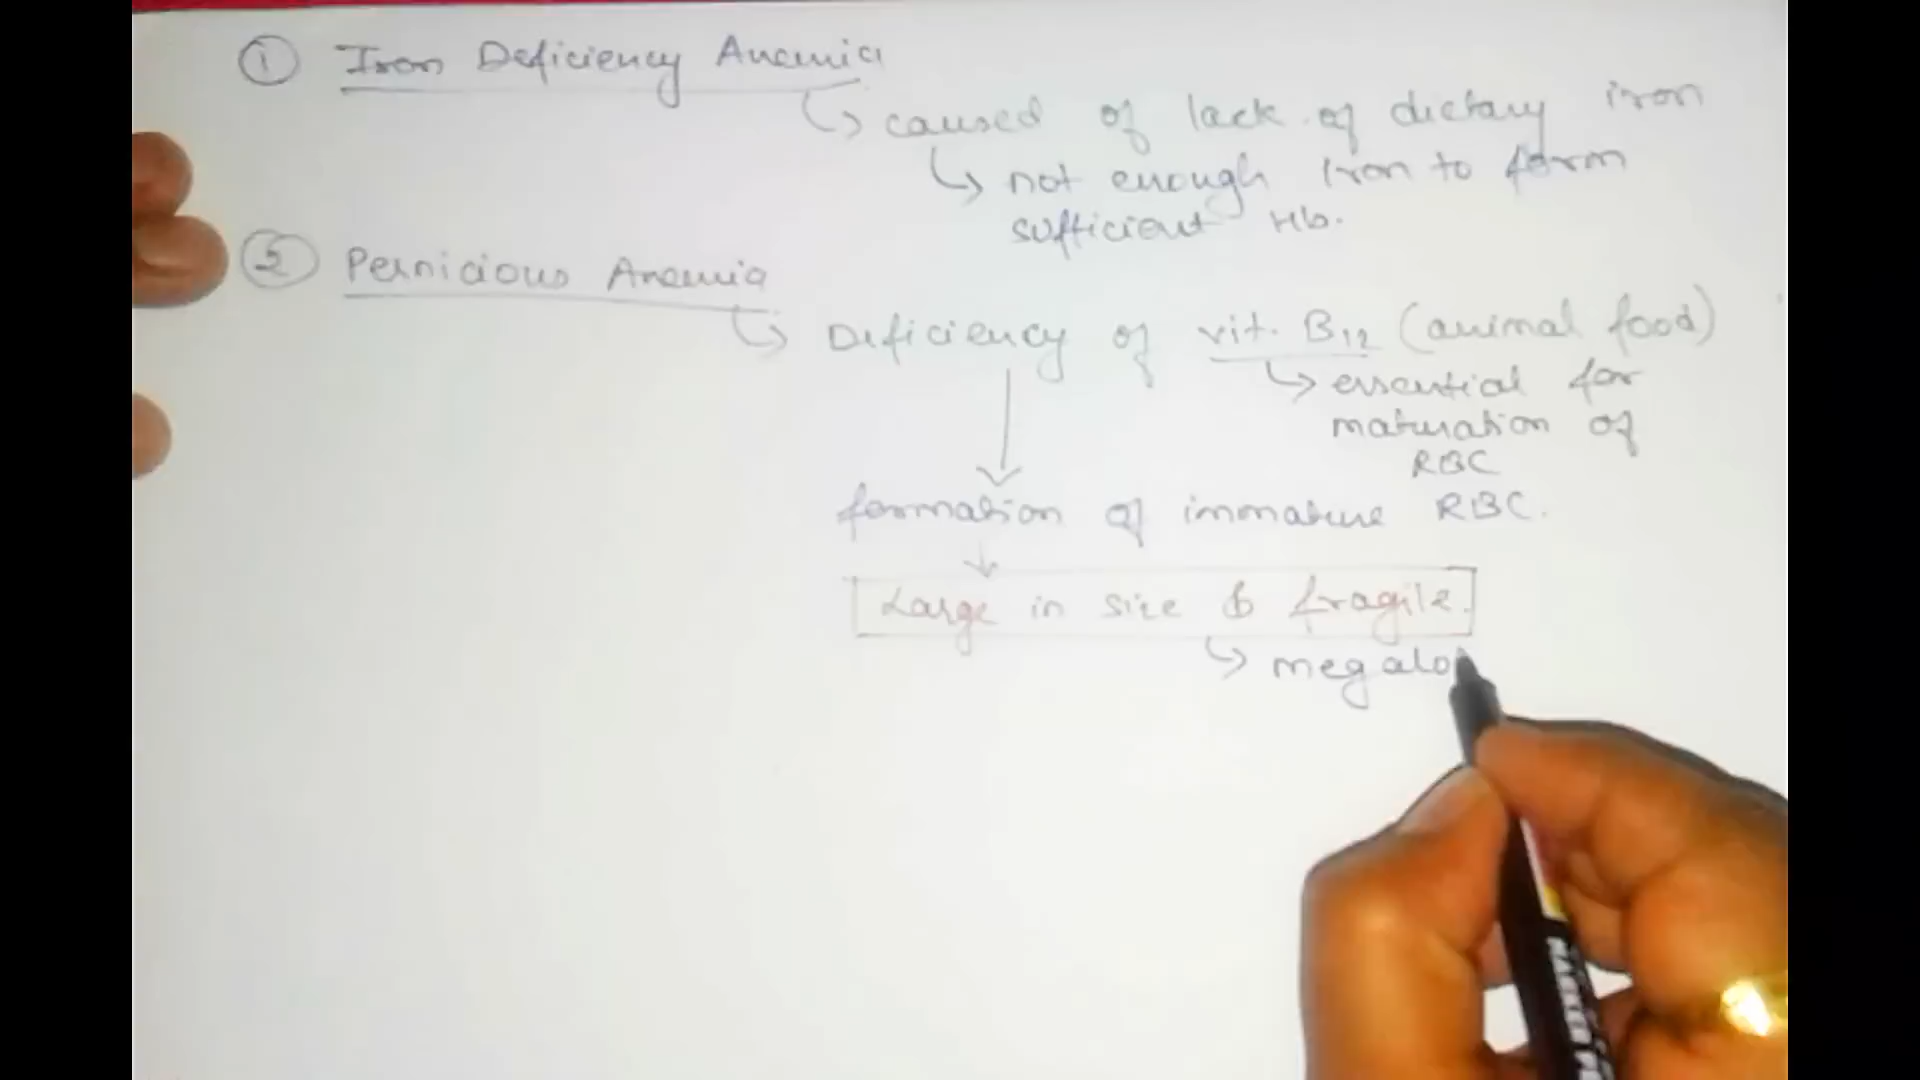 ① Iron Deficiency Anemia
↳ caused of lack of dietary iron
↳ not enough Iron to form
sufficient Hb.
② Pernicious Anemia
↳ Deficiency of vit. B12 (animal food)
↳ essential for
maturation of
RBC
formation of immature RBC.
Large in size & fragile.
↳ megalo
MARKER